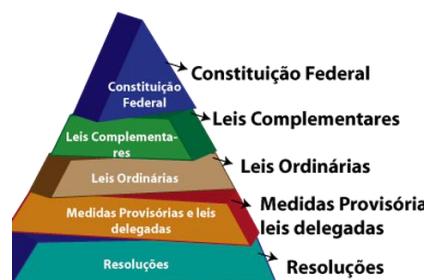 Constituição
Federal
Constituição Federal
Leis Complementa-
res
Leis Complementares
Leis Ordinárias
Leis Ordinárias
Medidas Provisórias e leis
delegadas
Medidas Provisória
leis delegadas
Resoluções
Resoluções